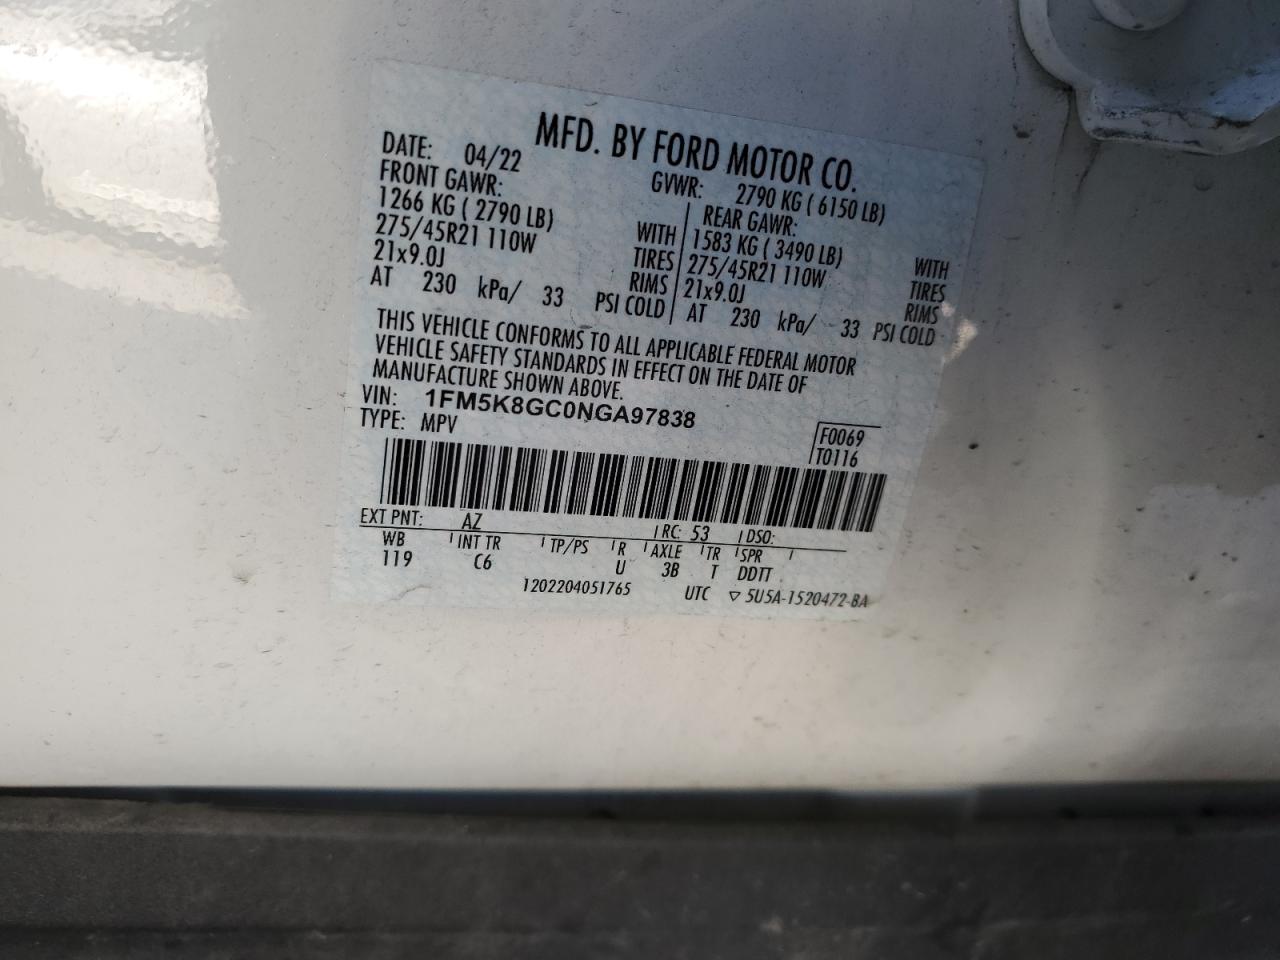 MFD. BY FORD MOTOR CO.
DATE: 04/22 GVWR: 2790 KG ( 6150 LB)
FRONT GAWR: REAR GAWR:
1266 KG ( 2790 LB) WITH 1583 KG ( 3490 LB) WITH
275/45R21 110W TIRES 275/45R21 110W TIRES
21x9.0J RIMS 21x9.0J RIMS
AT 230 kPa/ 33 PSI COLD AT 230 kPa/ 33 PSI COLD
THIS VEHICLE CONFORMS TO ALL APPLICABLE FEDERAL MOTOR
VEHICLE SAFETY STANDARDS IN EFFECT ON THE DATE OF
MANUFACTURE SHOWN ABOVE.
VIN: 1FM5K8GC0NGA97838
TYPE: MPV
F0069
T0116
EXT PNT: AZ RC: 53 DSO:
WB INT TR TP/PS R AXLE TR SPR
119 C6 U 3B T DDTT
1202204051765 UTC ▽ 5U5A-1520472-BA